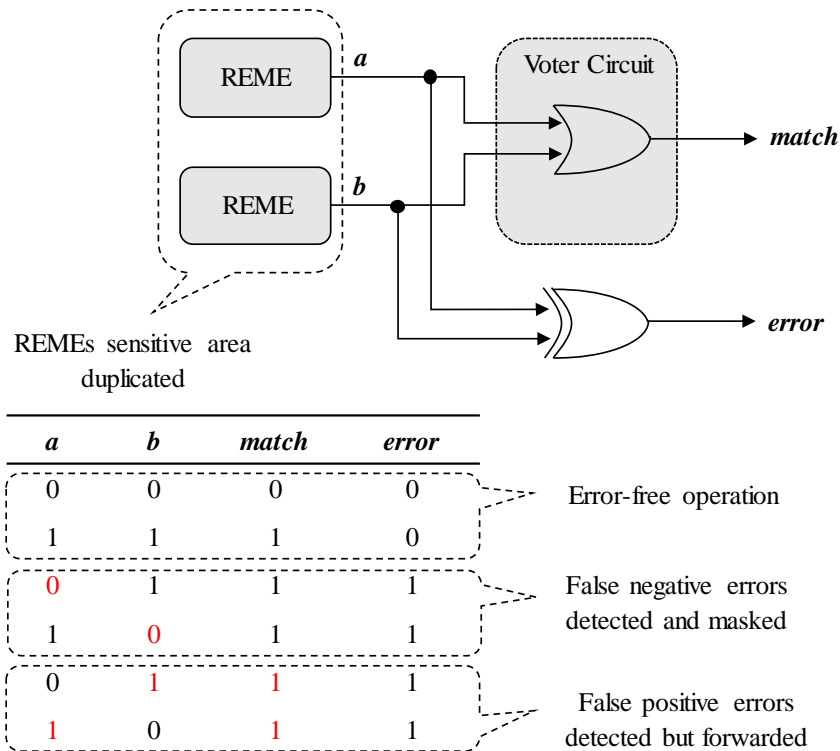 REME
a
Voter Circuit
match
REME
b
error
REMEs sensitive area
duplicated
a b match error
0 0 0 0
1 1 1 0
Error-free operation
0 1 1 1
1 0 1 1
False negative errors
detected and masked
0 1 1 1
1 0 1 1
False positive errors
detected but forwarded